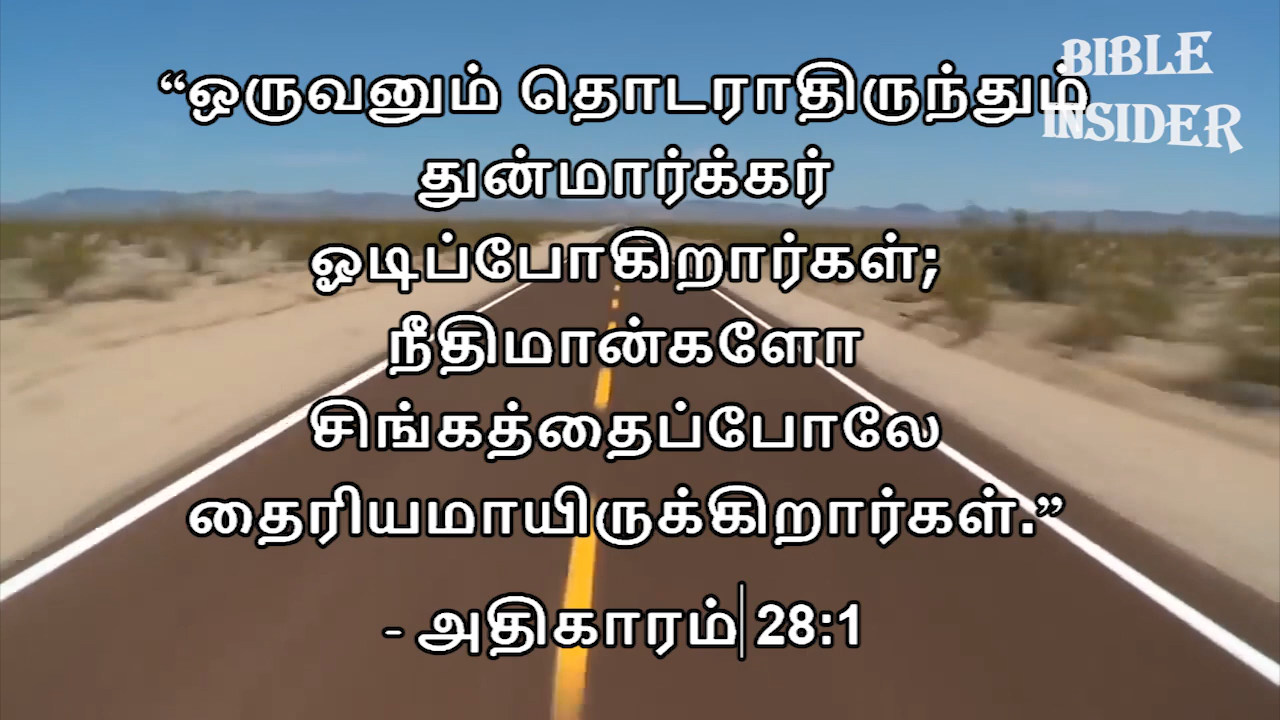 BIBLE
INSIDER
“ஒருவனும் தொடராதிருந்தும்
துன்மார்க்கர்
ஓடிப்போகிறார்கள்;
நீதிமான்களோ
சிங்கத்தைப்போலே
தைரியமாயிருக்கிறார்கள்.”
- அதிகாரம் 28:1